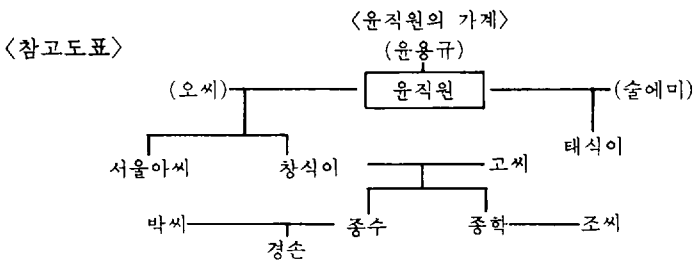 〈윤직원의 가계〉
〈참고도표〉
(윤용규)
(오씨) 윤직원 (술에미)
태식이
서울아씨 창식이 고씨
박씨 종수 종학 조씨
경손